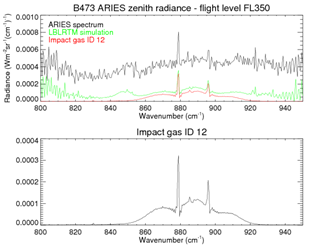 B473 ARIES zenith radiance - flight level FL350
0.0010
0.0008
0.0006
0.0004
0.0002
0.0000
Radiance (Wm⁻²sr⁻¹(cm⁻¹)⁻¹)
ARIES spectrum
LBLRTM simulation
Impact gas ID 12
800 820 840 860 880 900 920 940
Wavenumber (cm⁻¹)
Impact gas ID 12
0.0004
0.0003
0.0002
0.0001
0.0000
800 820 840 860 880 900 920 940
Wavenumber (cm⁻¹)